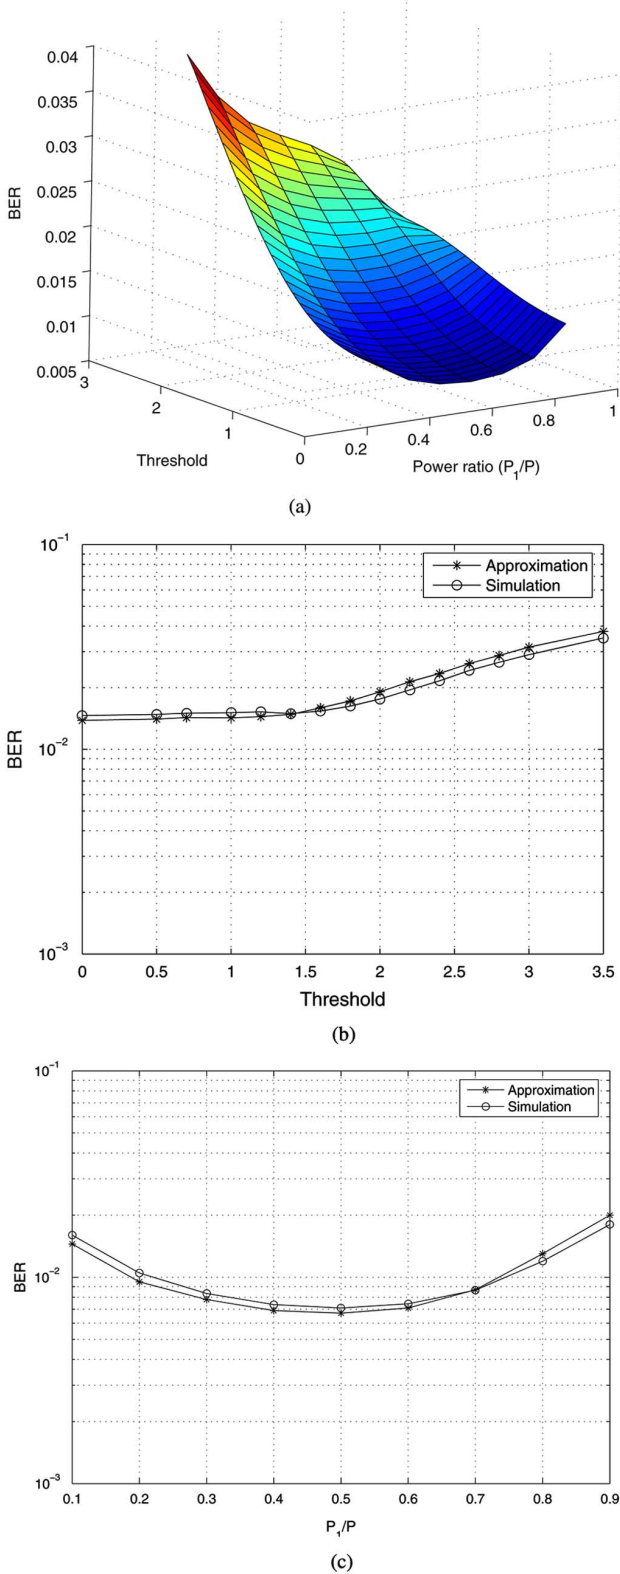 0.04
0.035
0.03
0.025
0.02
0.015
0.01
0.005
BER
3
2
1
0
Threshold
0.2
0.4
0.6
0.8
1
Power ratio (P1/P)
(a)
10−1
10−2
10−3
BER
Approximation
Simulation
0 0.5 1 1.5 2 2.5 3 3.5
Threshold
(b)
10−1
10−2
10−3
BER
Approximation
Simulation
0.1 0.2 0.3 0.4 0.5 0.6 0.7 0.8 0.9
P1/P
(c)